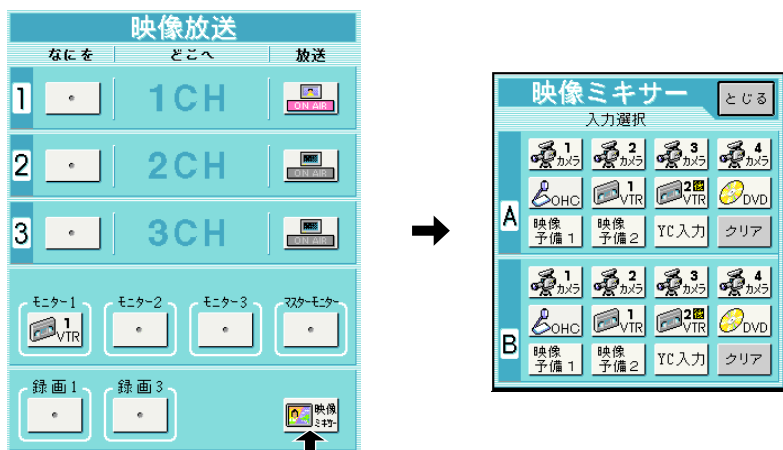 映像放送
なにを どこへ 放送
1 1CH ON AIR
2 2CH ON AIR
3 3CH ON AIR
モニター1 モニター2 モニター3 マスターモニター
1 VTR
録画1 録画3
映像
ミキサー
映像ミキサー とじる
入力選択
A
1 カメラ 2 カメラ 3 カメラ 4 カメラ
OHC 1 VTR 2 VTR DVD
映像予備1 映像予備2 YC入力 クリア
B
1 カメラ 2 カメラ 3 カメラ 4 カメラ
OHC 1 VTR 2 VTR DVD
映像予備1 映像予備2 YC入力 クリア